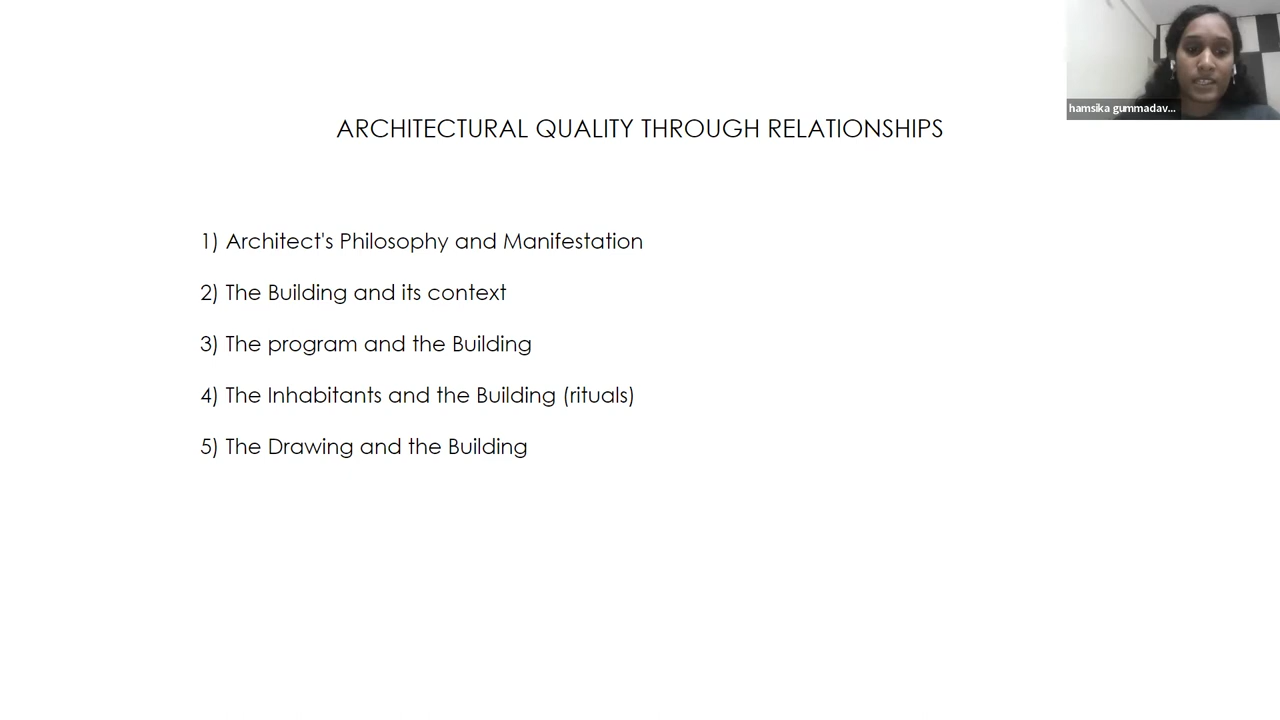 hamsika gummadav...
ARCHITECTURAL QUALITY THROUGH RELATIONSHIPS
1) Architect's Philosophy and Manifestation
2) The Building and its context
3) The program and the Building
4) The Inhabitants and the Building (rituals)
5) The Drawing and the Building